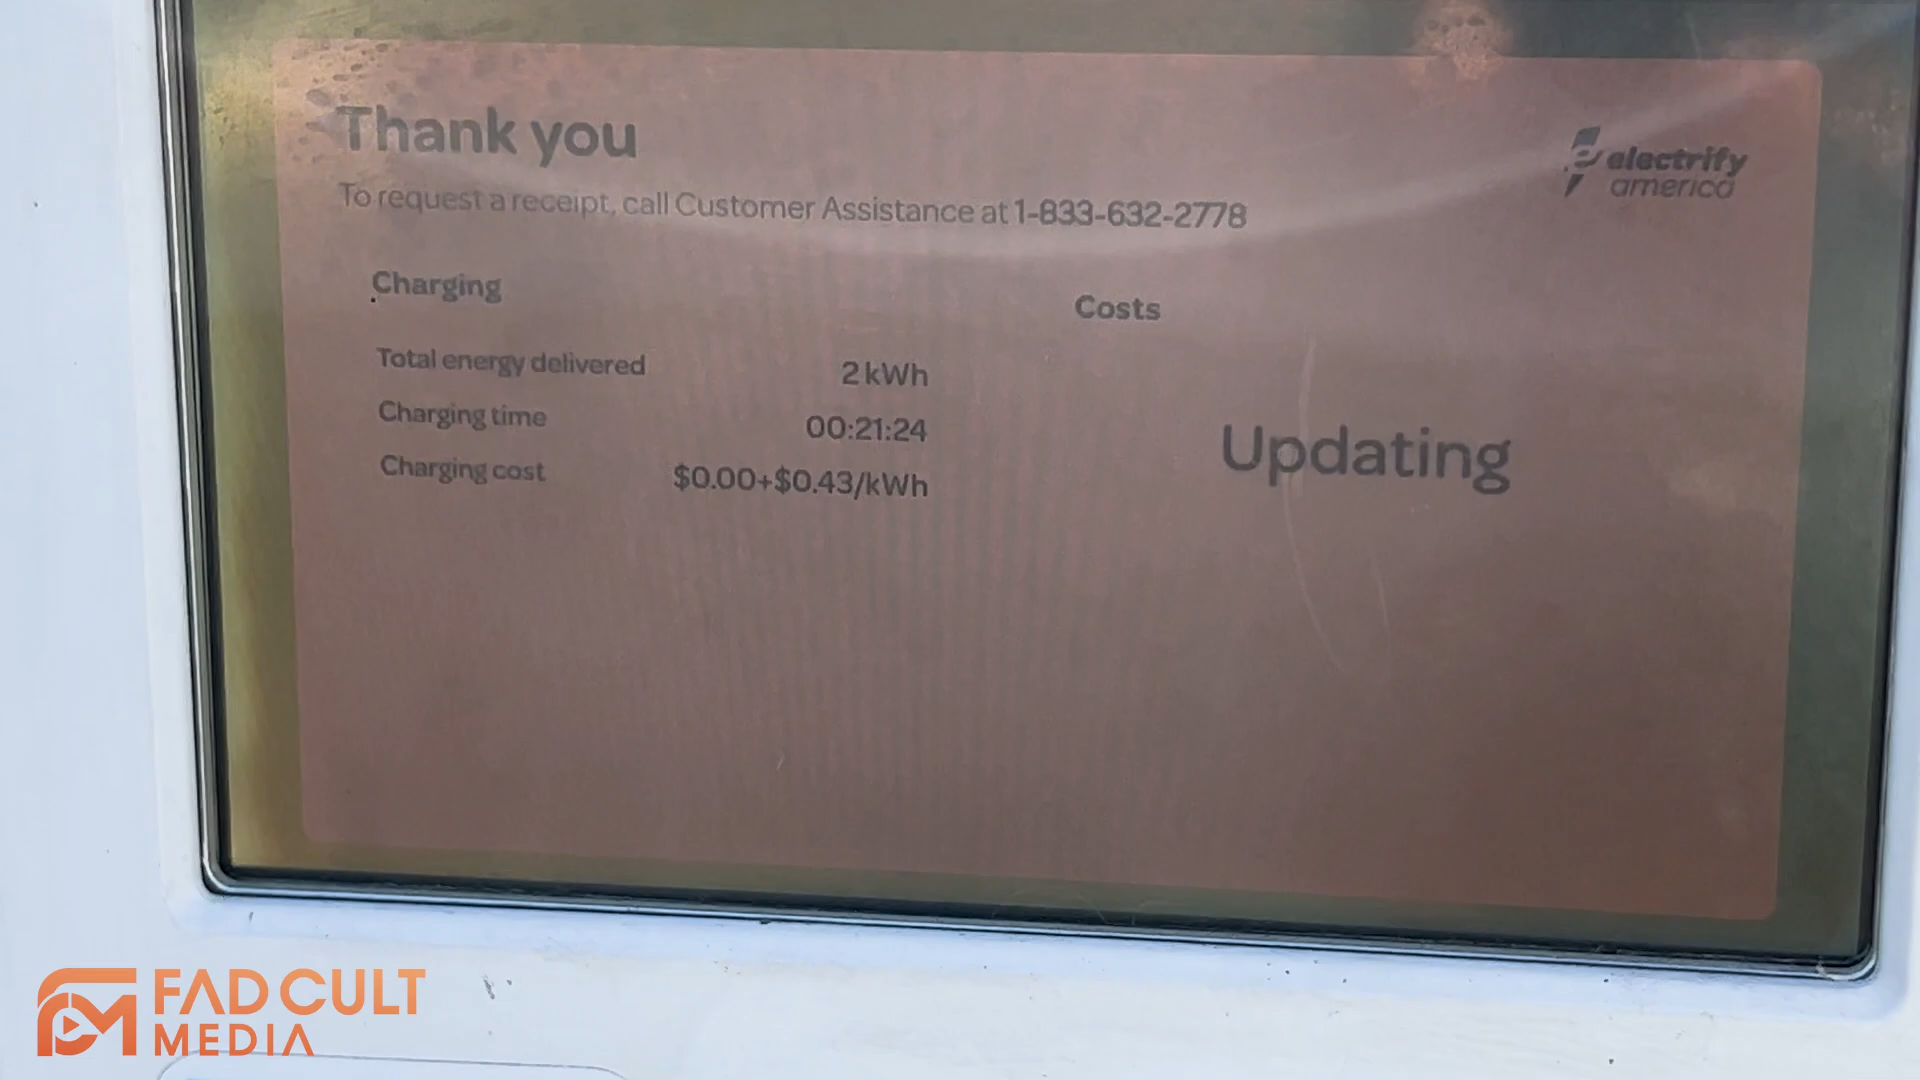 Thank you
electrify
america
To request a receipt, call Customer Assistance at 1-833-632-2778
Charging
Costs
Total energy delivered 2 kWh
Charging time 00:21:24
Charging cost $0.00+$0.43/kWh
Updating
FAD CULT
MEDIA